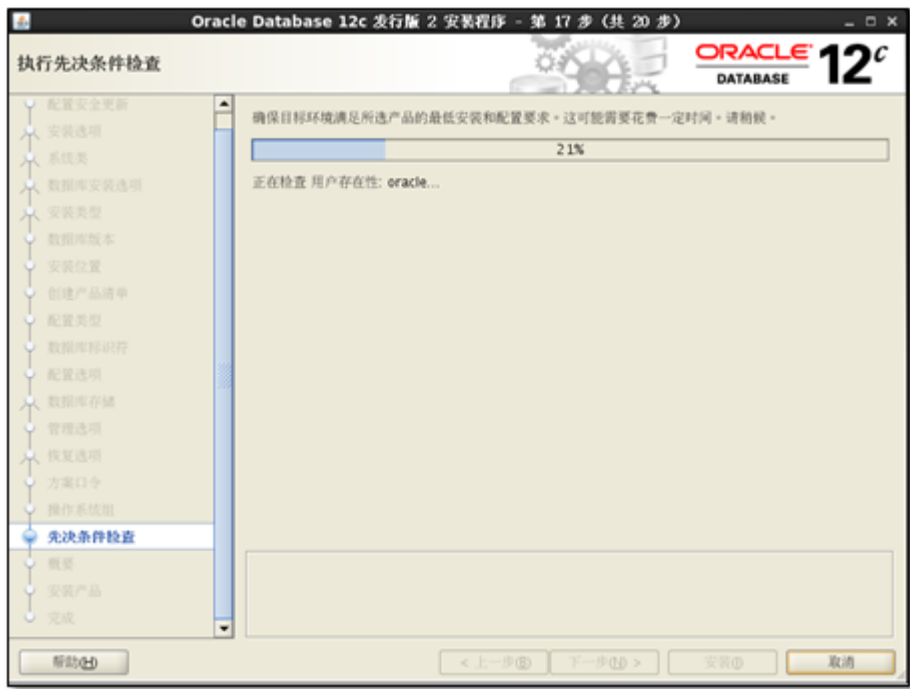 Oracle Database 12c 发行版 2 安装程序 - 第 17 步 (共 20 步)
执行先决条件检查
ORACLE
DATABASE
12c
配置安全更新
安装选项
系统类
数据库安装选项
安装类型
数据库版本
安装位置
创建产品清单
配置类型
数据库标识符
配置选项
数据库存储
管理选项
恢复选项
方案口令
操作系统组
先决条件检查
概要
安装产品
完成
确保目标环境满足所选产品的最低安装和配置要求。这可能需要花费一定时间。请稍候。
21%
正在检查 用户存在性: oracle...
帮助(H)
< 上一步(B)
下一步(N) >
安装(I)
取消